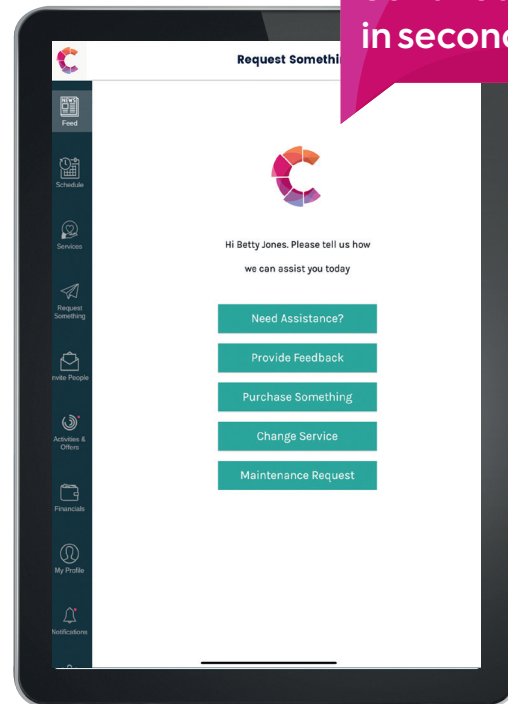 in second
Request Somethi
NEWS
Feed
Schedule
Services
Request
Something
nvite People
Activities &
Offers
Financials
My Profile
Notifications
Hi Betty Jones. Please tell us how
we can assist you today
Need Assistance?
Provide Feedback
Purchase Something
Change Service
Maintenance Request